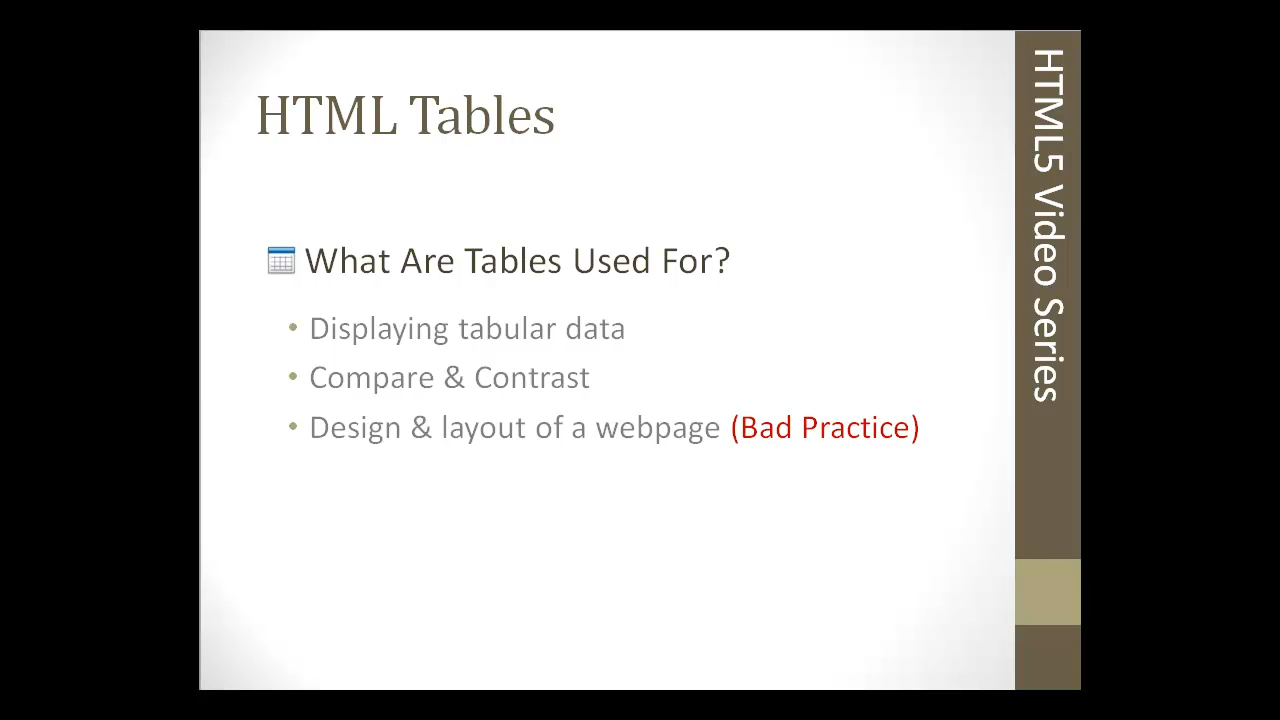 HTML Tables
What Are Tables Used For?
• Displaying tabular data
• Compare & Contrast
• Design & layout of a webpage (Bad Practice)
HTML5 Video Series